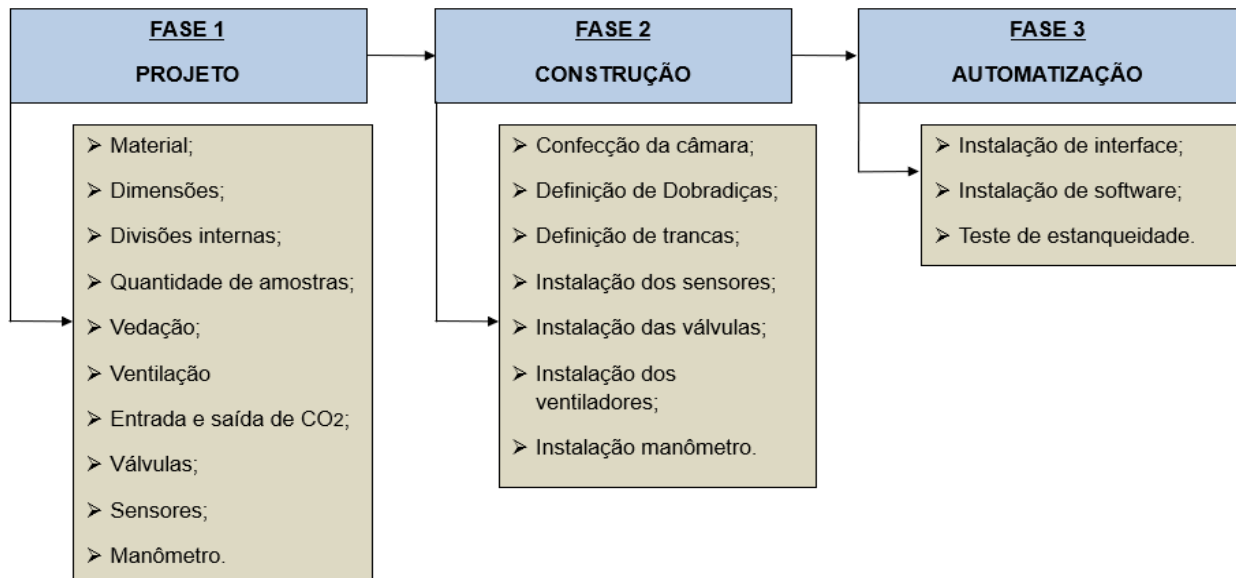 FASE 1
PROJETO
Material;
Dimensões;
Divisões internas;
Quantidade de amostras;
Vedação;
Ventilação
Entrada e saída de CO2;
Válvulas;
Sensores;
Manômetro.
FASE 2
CONSTRUÇÃO
Confecção da câmara;
Definição de Dobradiças;
Definição de trancas;
Instalação dos sensores;
Instalação das válvulas;
Instalação dos
ventiladores;
Instalação manômetro.
FASE 3
AUTOMATIZAÇÃO
Instalação de interface;
Instalação de software;
Teste de estanqueidade.